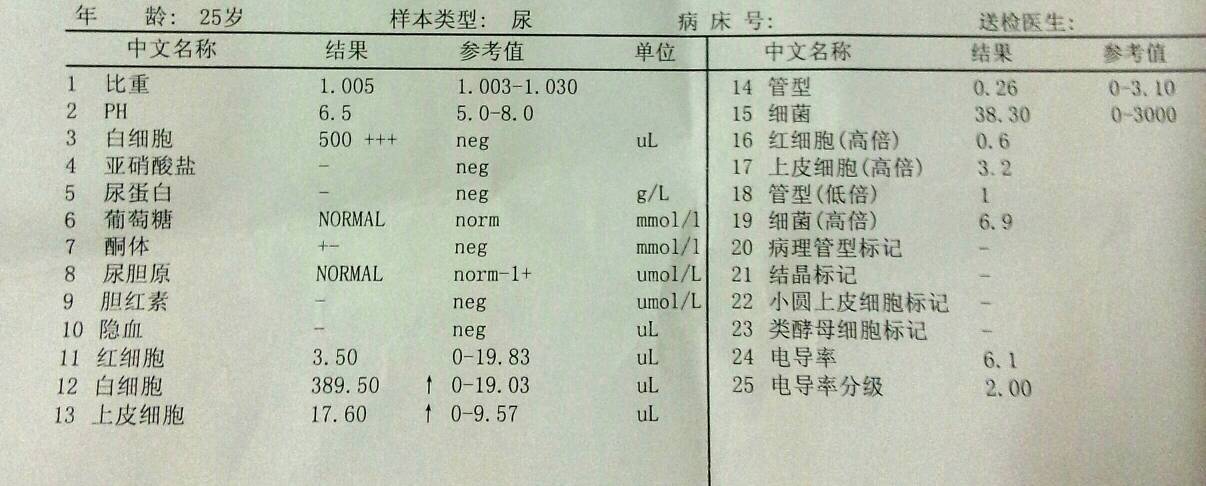 年 龄: 25岁 样本类型: 尿 病 床 号: 送检医生:
中文名称 结果 参考值 单位
1 比重 1.005 1.003-1.030
2 PH 6.5 5.0-8.0
3 白细胞 500 +++ neg uL
4 亚硝酸盐 - neg
5 尿蛋白 - neg g/L
6 葡萄糖 NORMAL norm mmol/l
7 酮体 +- neg mmol/l
8 尿胆原 NORMAL norm-1+ umol/L
9 胆红素 - neg umol/L
10 隐血 - neg uL
11 红细胞 3.50 0-19.83 uL
12 白细胞 389.50 ↑ 0-19.03 uL
13 上皮细胞 17.60 ↑ 0-9.57 uL
中文名称 结果 参考值
14 管型 0.26 0-3.10
15 细菌 38.30 0-3000
16 红细胞(高倍) 0.6
17 上皮细胞(高倍) 3.2
18 管型(低倍) 1
19 细菌(高倍) 6.9
20 病理管型标记 -
21 结晶标记 -
22 小圆上皮细胞标记 -
23 类酵母细胞标记 -
24 电导率 6.1
25 电导率分级 2.00